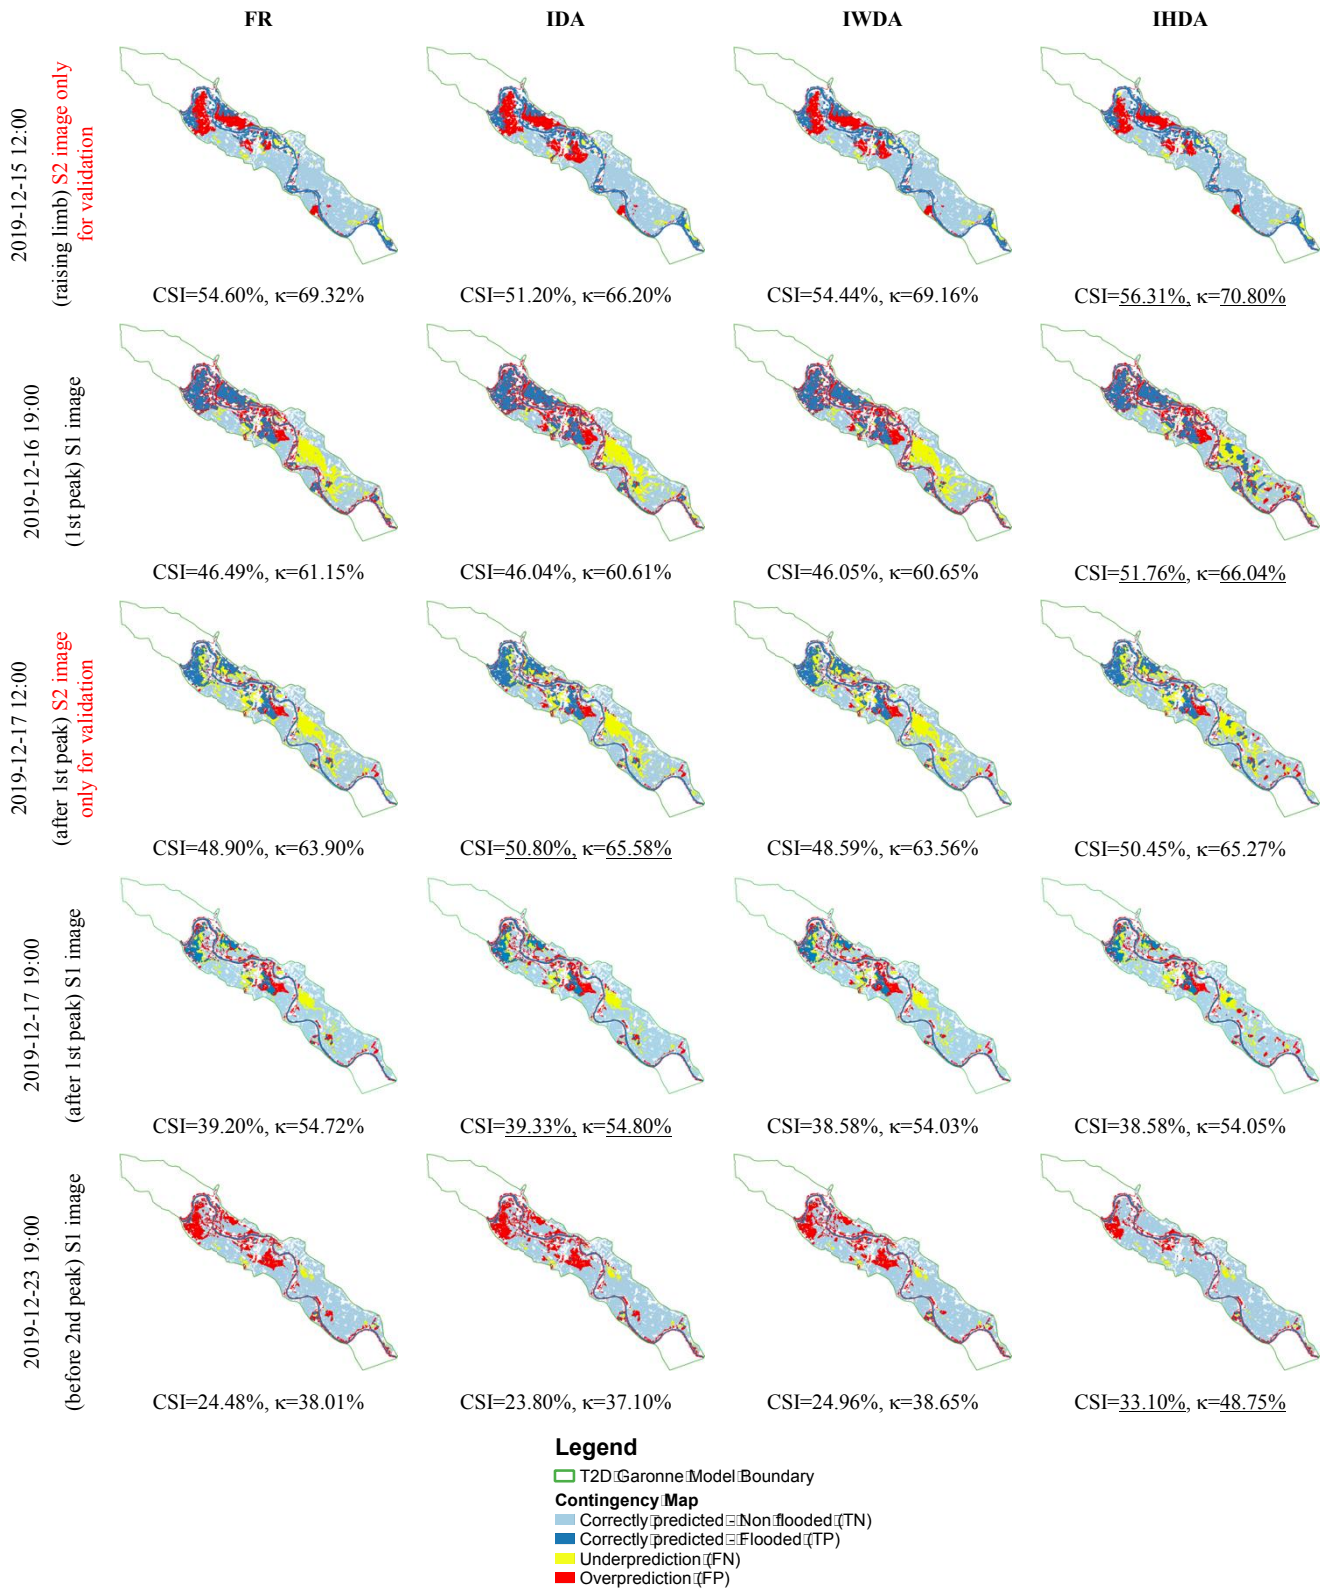 FR IDA IWDA IHDA
2019-12-15 12:00
(raising limb) S2 image only
for validation
CSI=54.60%, κ=69.32% CSI=51.20%, κ=66.20% CSI=54.44%, κ=69.16% CSI=56.31%, κ=70.80%
2019-12-16 19:00
(1st peak) S1 image
CSI=46.49%, κ=61.15% CSI=46.04%, κ=60.61% CSI=46.05%, κ=60.65% CSI=51.76%, κ=66.04%
2019-12-17 12:00
(after 1st peak) S2 image
only for validation
CSI=48.90%, κ=63.90% CSI=50.80%, κ=65.58% CSI=48.59%, κ=63.56% CSI=50.45%, κ=65.27%
2019-12-17 19:00
(after 1st peak) S1 image
CSI=39.20%, κ=54.72% CSI=39.33%, κ=54.80% CSI=38.58%, κ=54.03% CSI=38.58%, κ=54.05%
2019-12-23 19:00
(before 2nd peak) S1 image
CSI=24.48%, κ=38.01% CSI=23.80%, κ=37.10% CSI=24.96%, κ=38.65% CSI=33.10%, κ=48.75%
Legend
T2D Garonne Model Boundary
Contingency Map
Correctly predicted - Non flooded (TN)
Correctly predicted - Flooded (TP)
Underprediction (FN)
Overprediction (FP)